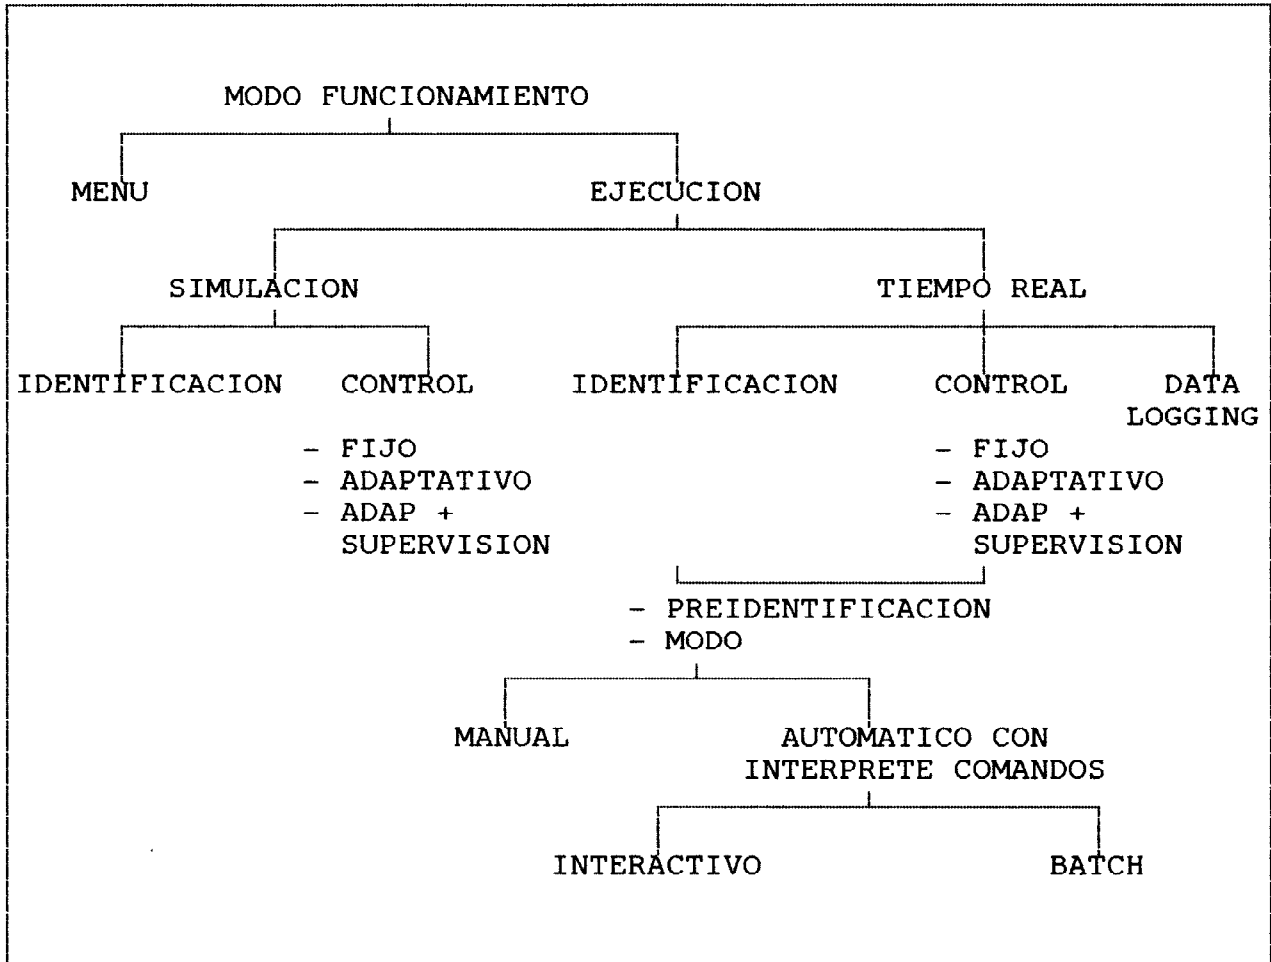 MODO FUNCIONAMIENTO
MENU EJECUCION
SIMULACION TIEMPO REAL
IDENTIFICACION CONTROL IDENTIFICACION CONTROL DATA
LOGGING
- FIJO - FIJO
- ADAPTATIVO - ADAPTATIVO
- ADAP + - ADAP +
SUPERVISION SUPERVISION
- PREIDENTIFICACION
- MODO
MANUAL AUTOMATICO CON
INTERPRETE COMANDOS
INTERACTIVO BATCH